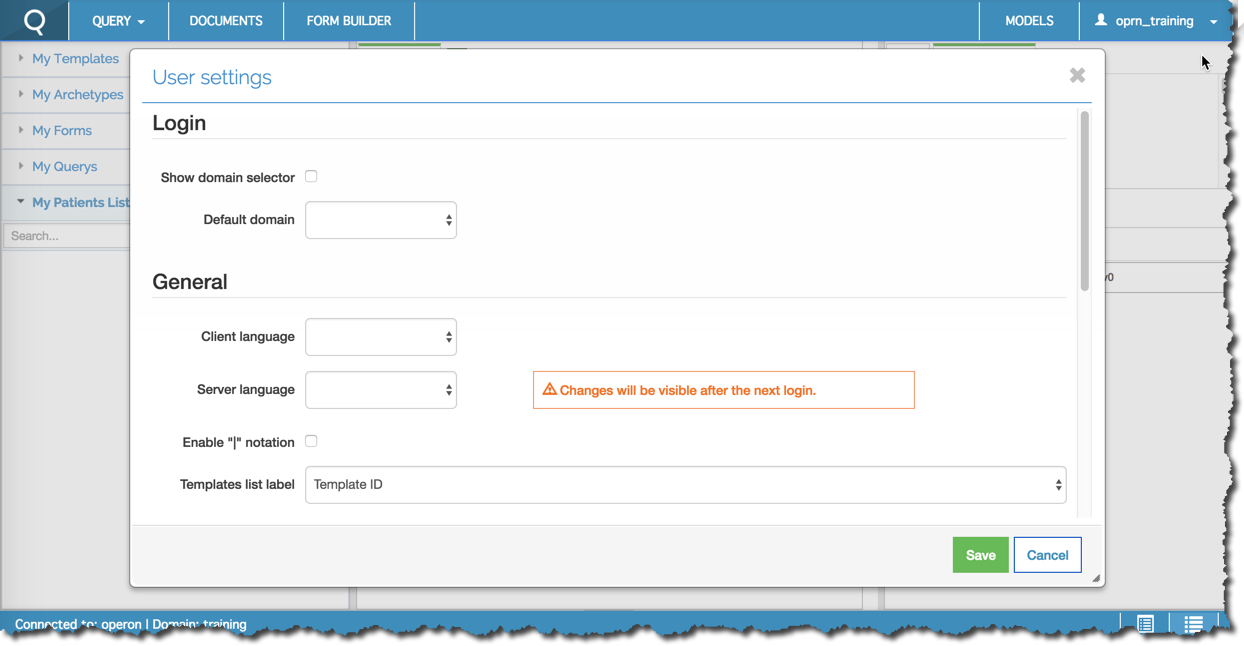 QUERY
DOCUMENTS
FORM BUILDER
MODELS
oprn_training
My Templates
My Archetypes
My Forms
My Querys
My Patients List
Search...
User settings
Login
Show domain selector
Default domain
General
Client language
Server language
Changes will be visible after the next login.
Enable "|" notation
Templates list label
Template ID
Save
Cancel
v0
Connected to: operon | Domain: training